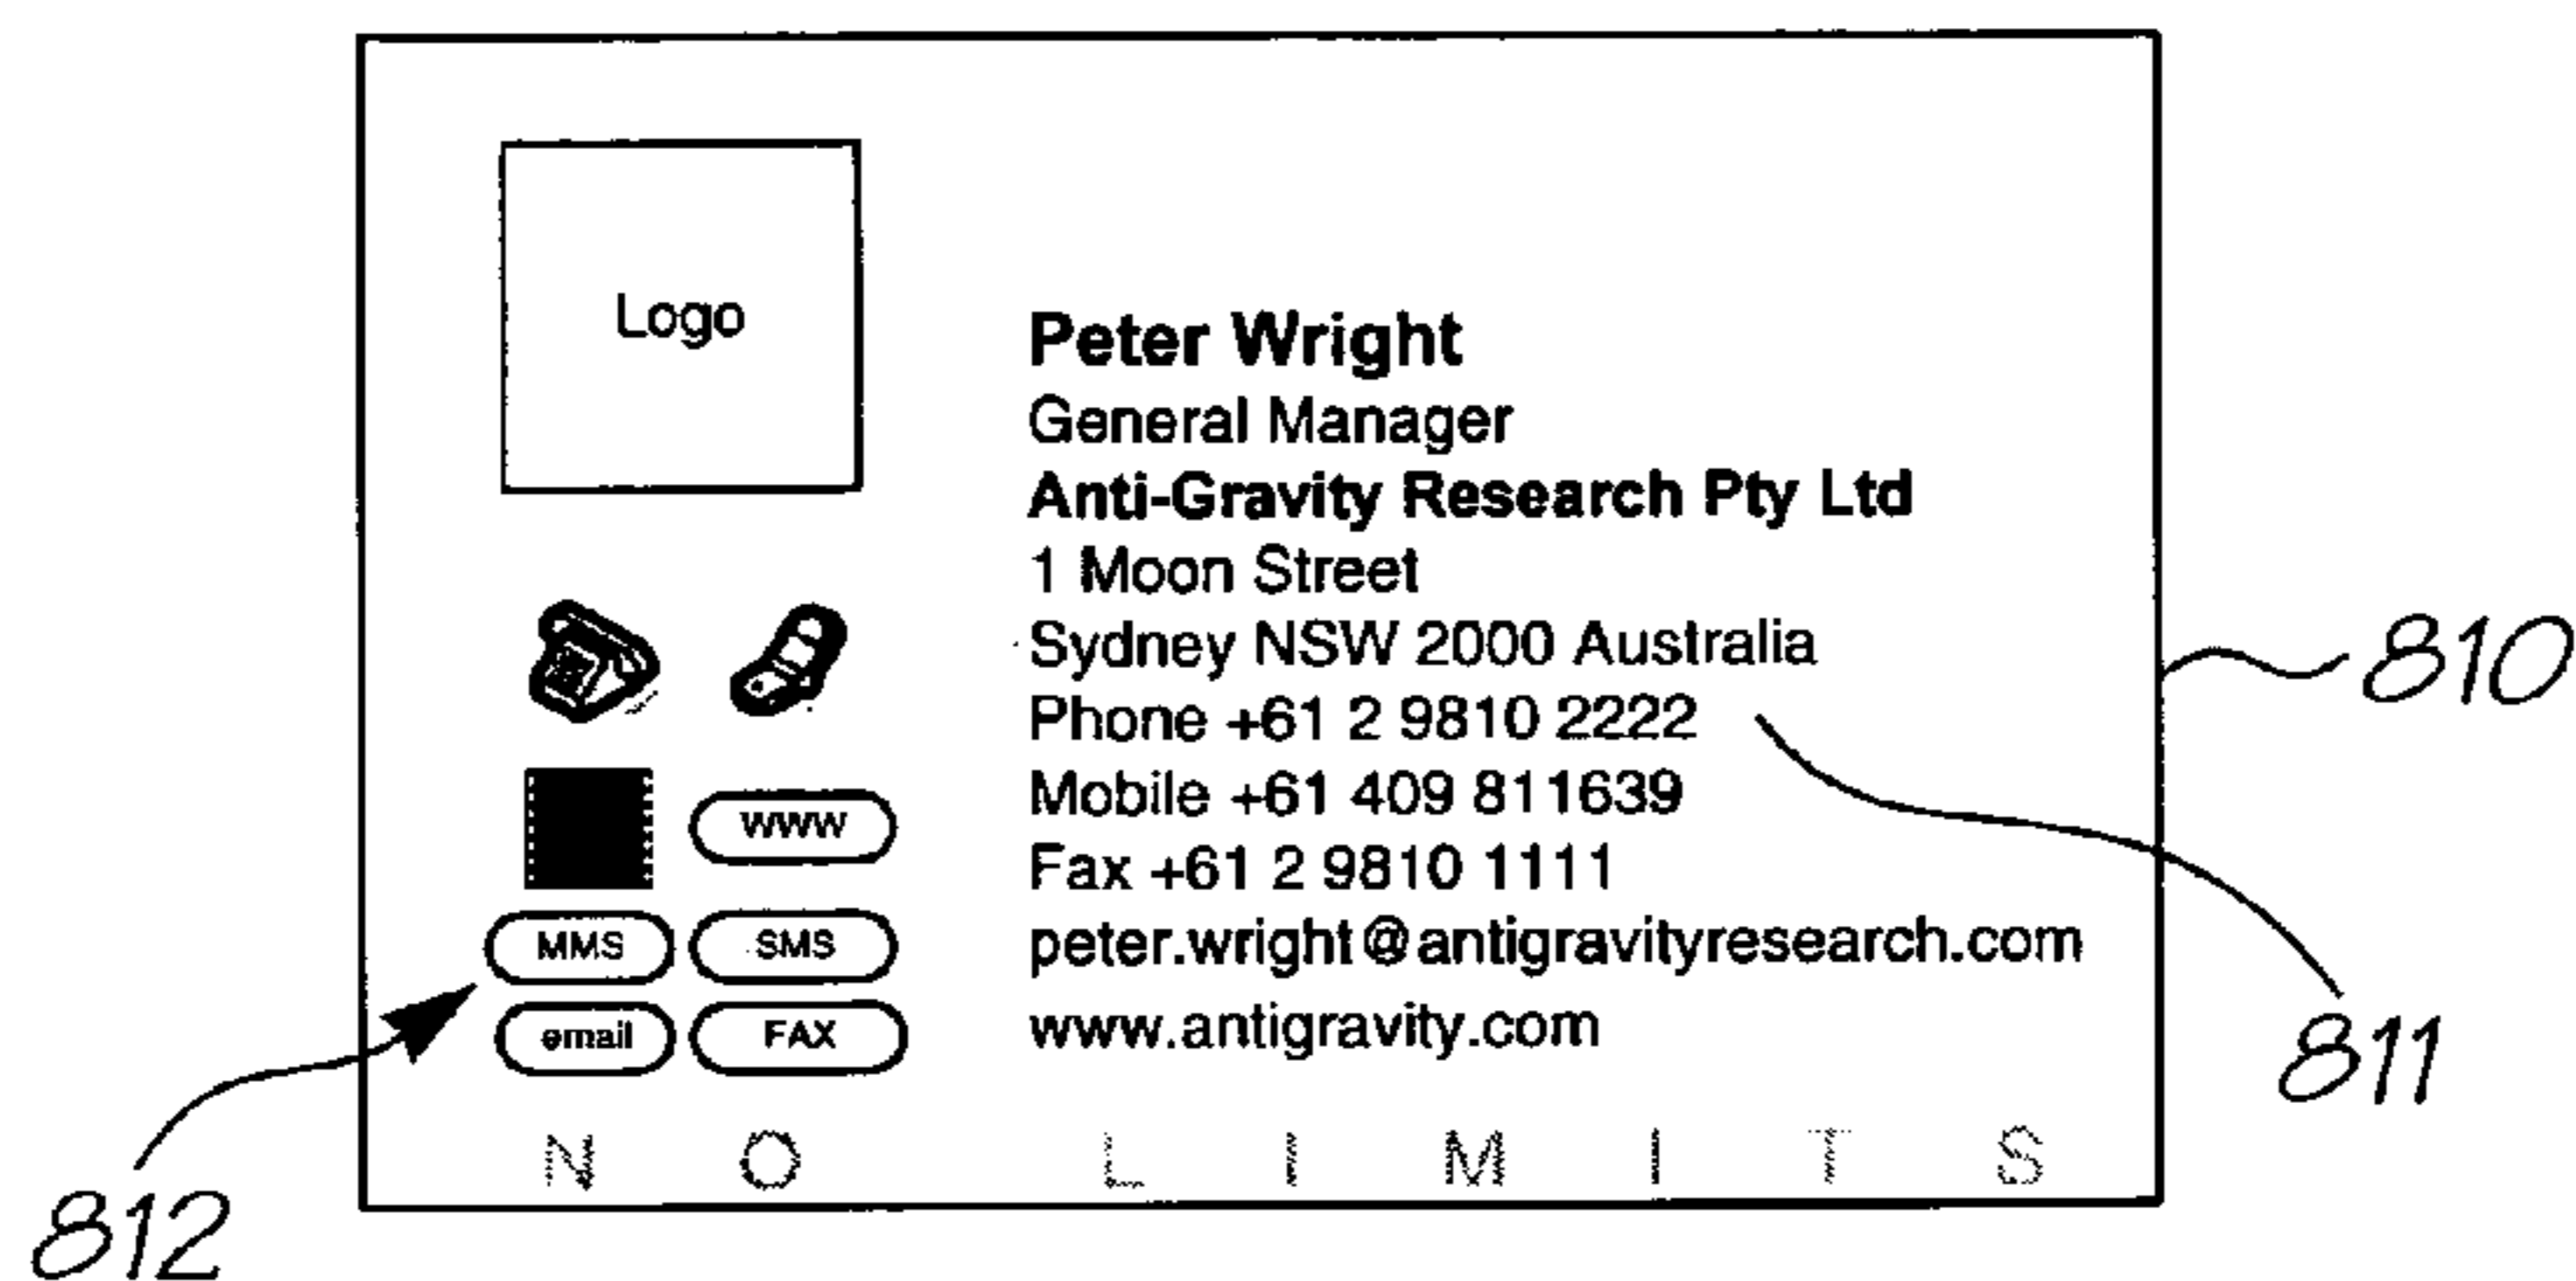 Logo
Peter Wright
General Manager
Anti-Gravity Research Pty Ltd
1 Moon Street
Sydney NSW 2000 Australia
Phone +61 2 9810 2222
Mobile +61 409 811639
Fax +61 2 9810 1111
peter.wright@antigravityresearch.com
www.antigravity.com
WWW
MMS SMS
email FAX
NO LIMITS
810
811
812